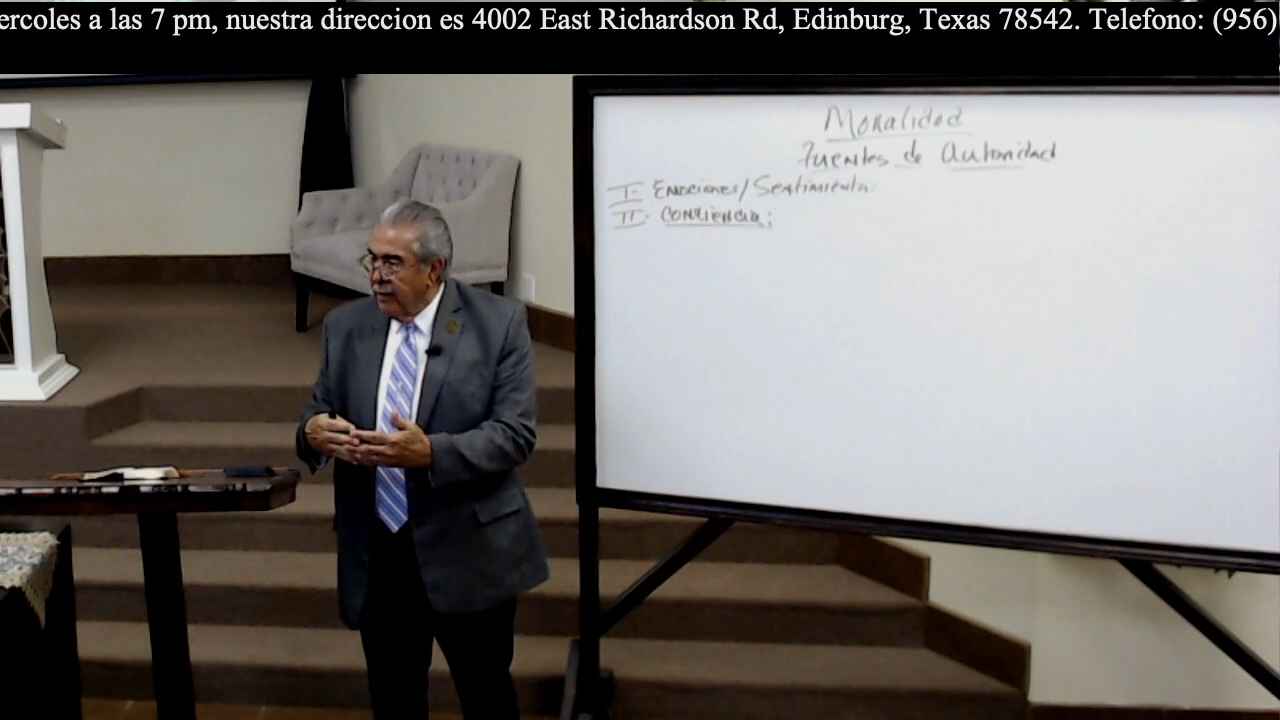 ercoles a las 7 pm, nuestra direccion es 4002 East Richardson Rd, Edinburg, Texas 78542. Telefono: (956)
Moralidad
Fuentes de Autoridad
I- Emociones/Sentimientos
II- Conciencia: